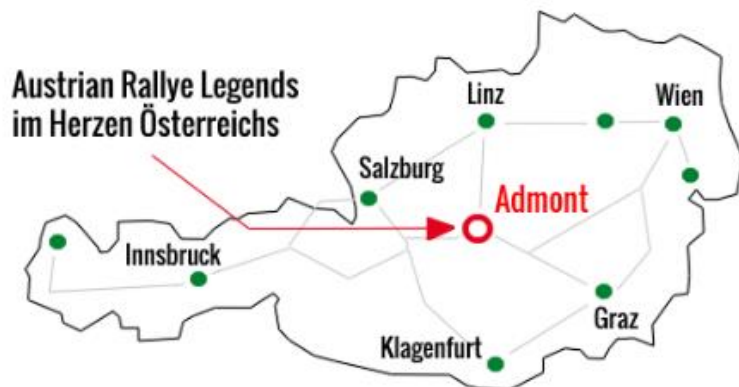 Austrian Rallye Legends
im Herzen Österreichs
Linz
Wien
Salzburg
Admont
Innsbruck
Graz
Klagenfurt